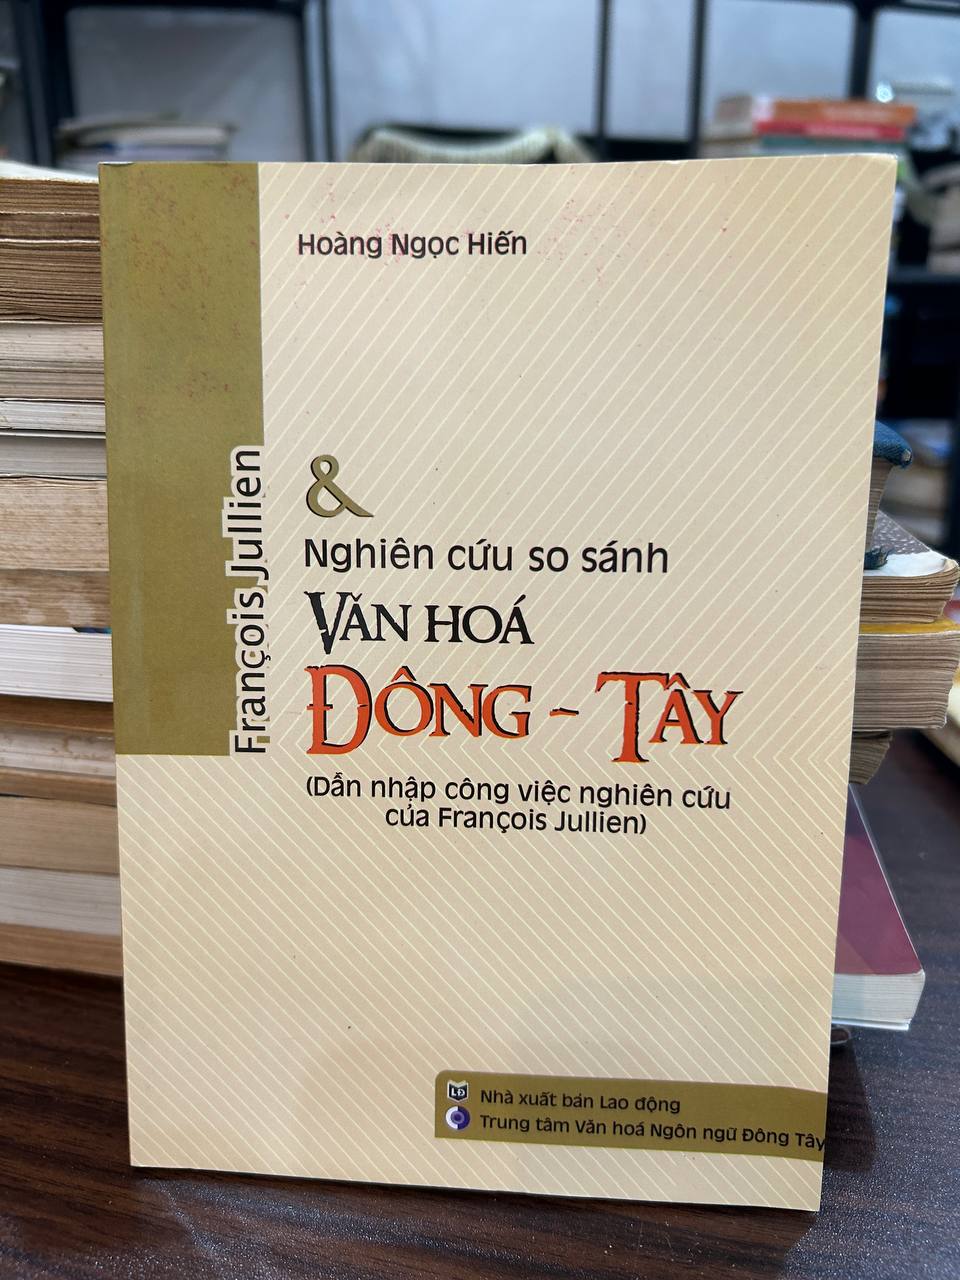 Hoàng Ngọc Hiến
François Jullien
&
Nghiên cứu so sánh
VĂN HOÁ
ĐÔNG - TÂY
(Dẫn nhập công việc nghiên cứu
của François Jullien)
LĐ
Nhà xuất bản Lao động
Trung tâm Văn hoá Ngôn ngữ Đông Tây